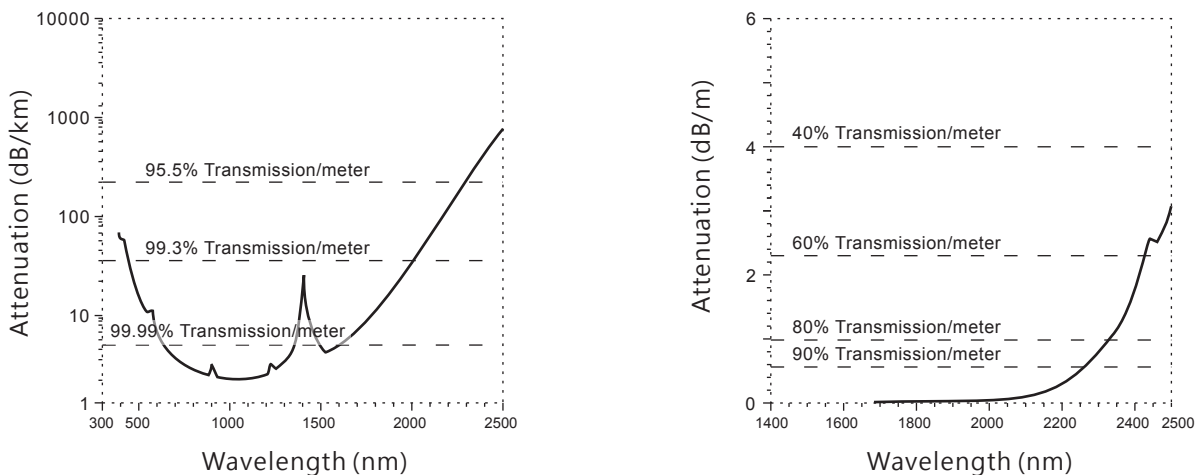 Attenuation (dB/km)
10000
1000
100
10
1
95.5% Transmission/meter
99.3% Transmission/meter
99.99% Transmission/meter
300 500 1000 1500 2000 2500
Wavelength (nm)
Attenuation (dB/m)
6
4
2
0
40% Transmission/meter
60% Transmission/meter
80% Transmission/meter
90% Transmission/meter
1400 1600 1800 2000 2200 2400 2500
Wavelength (nm)